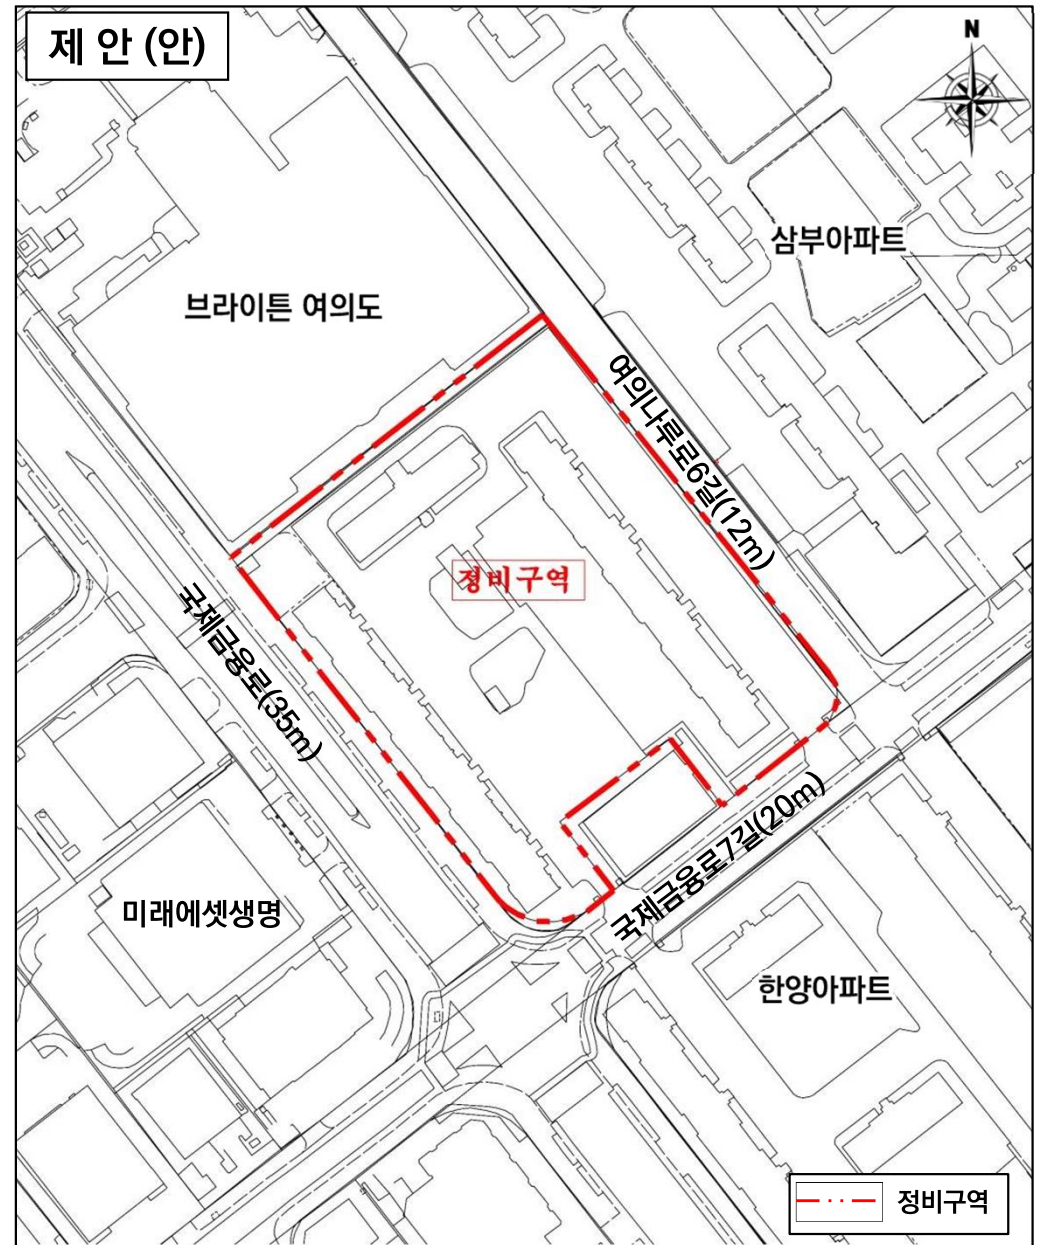 제 안 (안)
N
삼부아파트
브라이튼 여의도
여의나루로6길(12m)
정비구역
국제금융로(35m)
국제금융로7길(20m)
미래에셋생명
한양아파트
정비구역